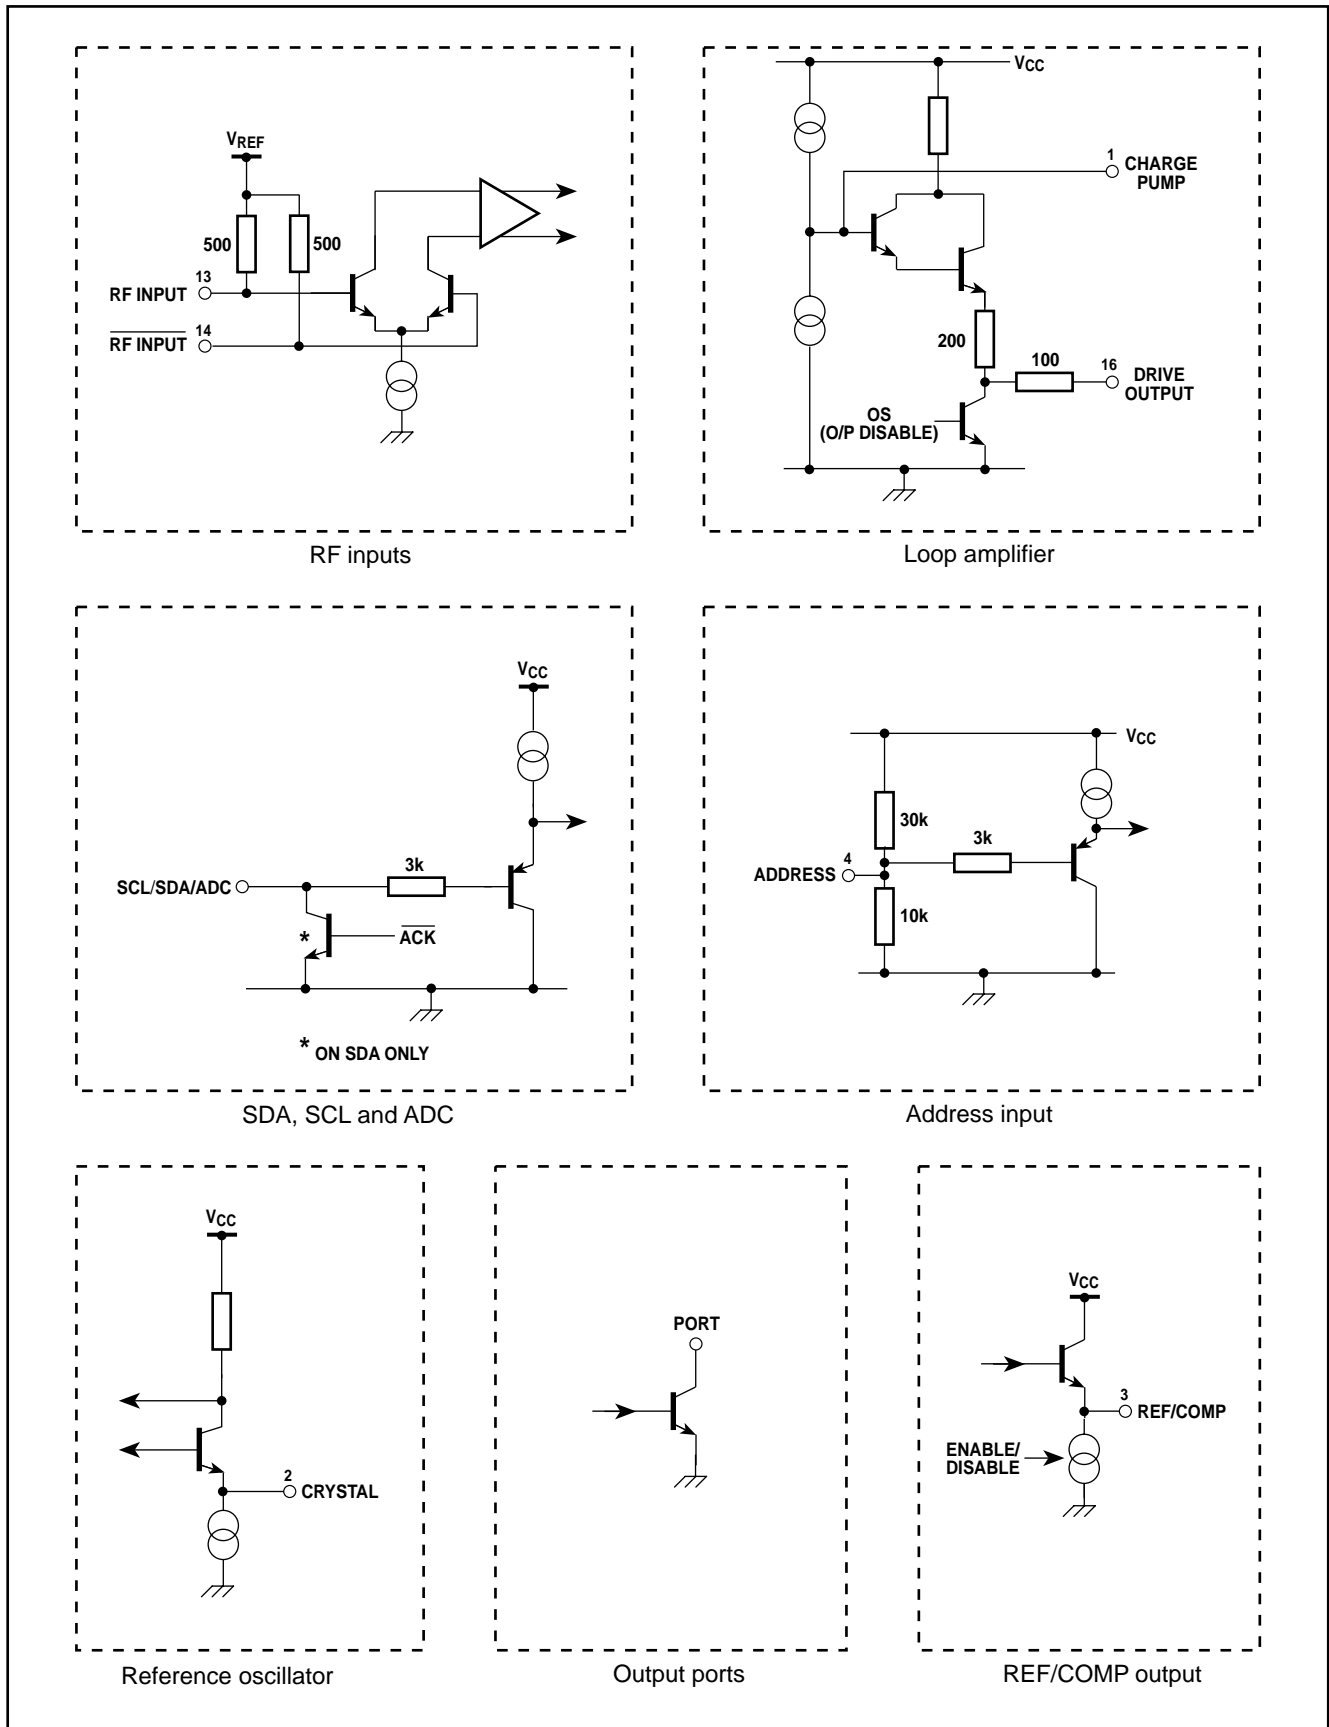 VREF
500
500
13
RF INPUT
14
RF INPUT
RF inputs
VCC
1
CHARGE
PUMP
200
100
16
DRIVE
OUTPUT
OS
(O/P DISABLE)
Loop amplifier
VCC
3k
SCL/SDA/ADC
*
ACK
* ON SDA ONLY
SDA, SCL and ADC
VCC
30k
3k
4
ADDRESS
10k
Address input
VCC
2
CRYSTAL
Reference oscillator
PORT
Output ports
VCC
3
REF/COMP
ENABLE/
DISABLE
REF/COMP output